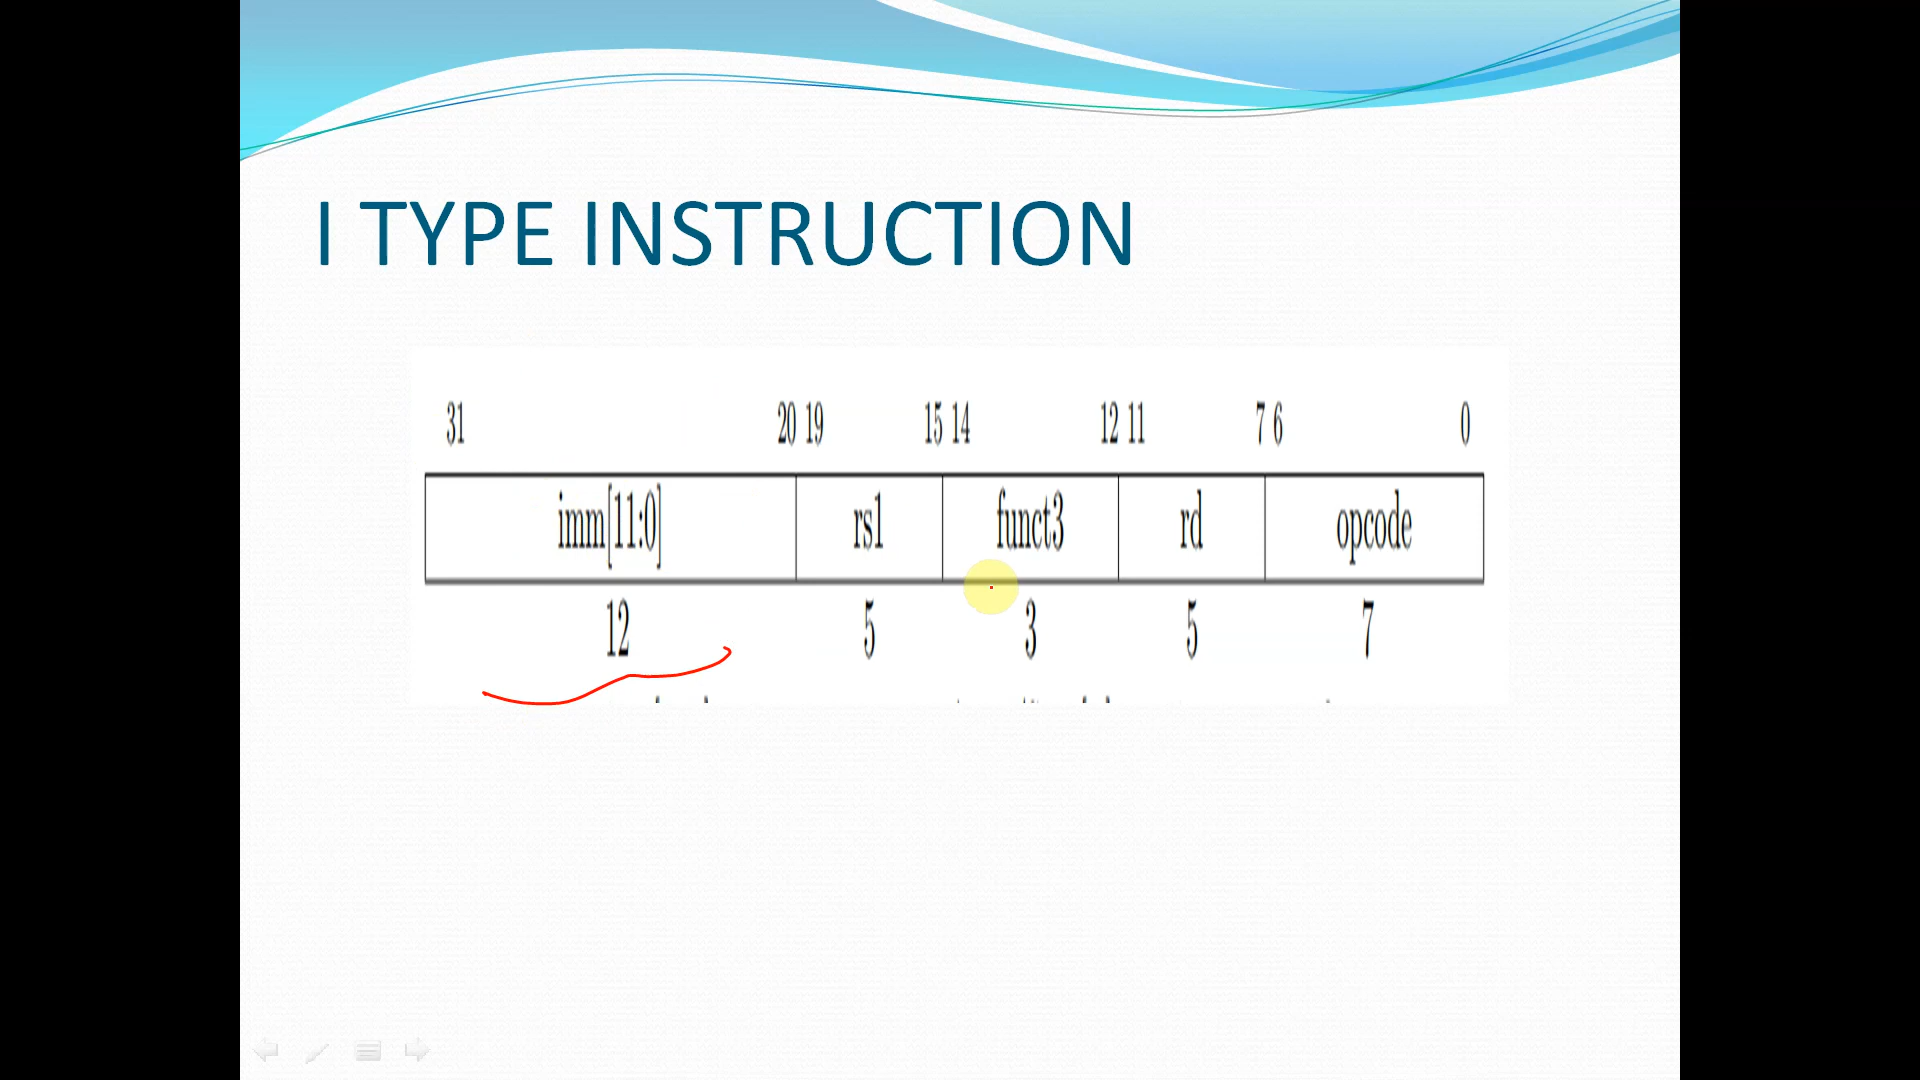 I TYPE INSTRUCTION
31 20 19 15 14 12 11 7 6 0
imm[11:0] rs1 funct3 rd opcode
12 5 3 5 7